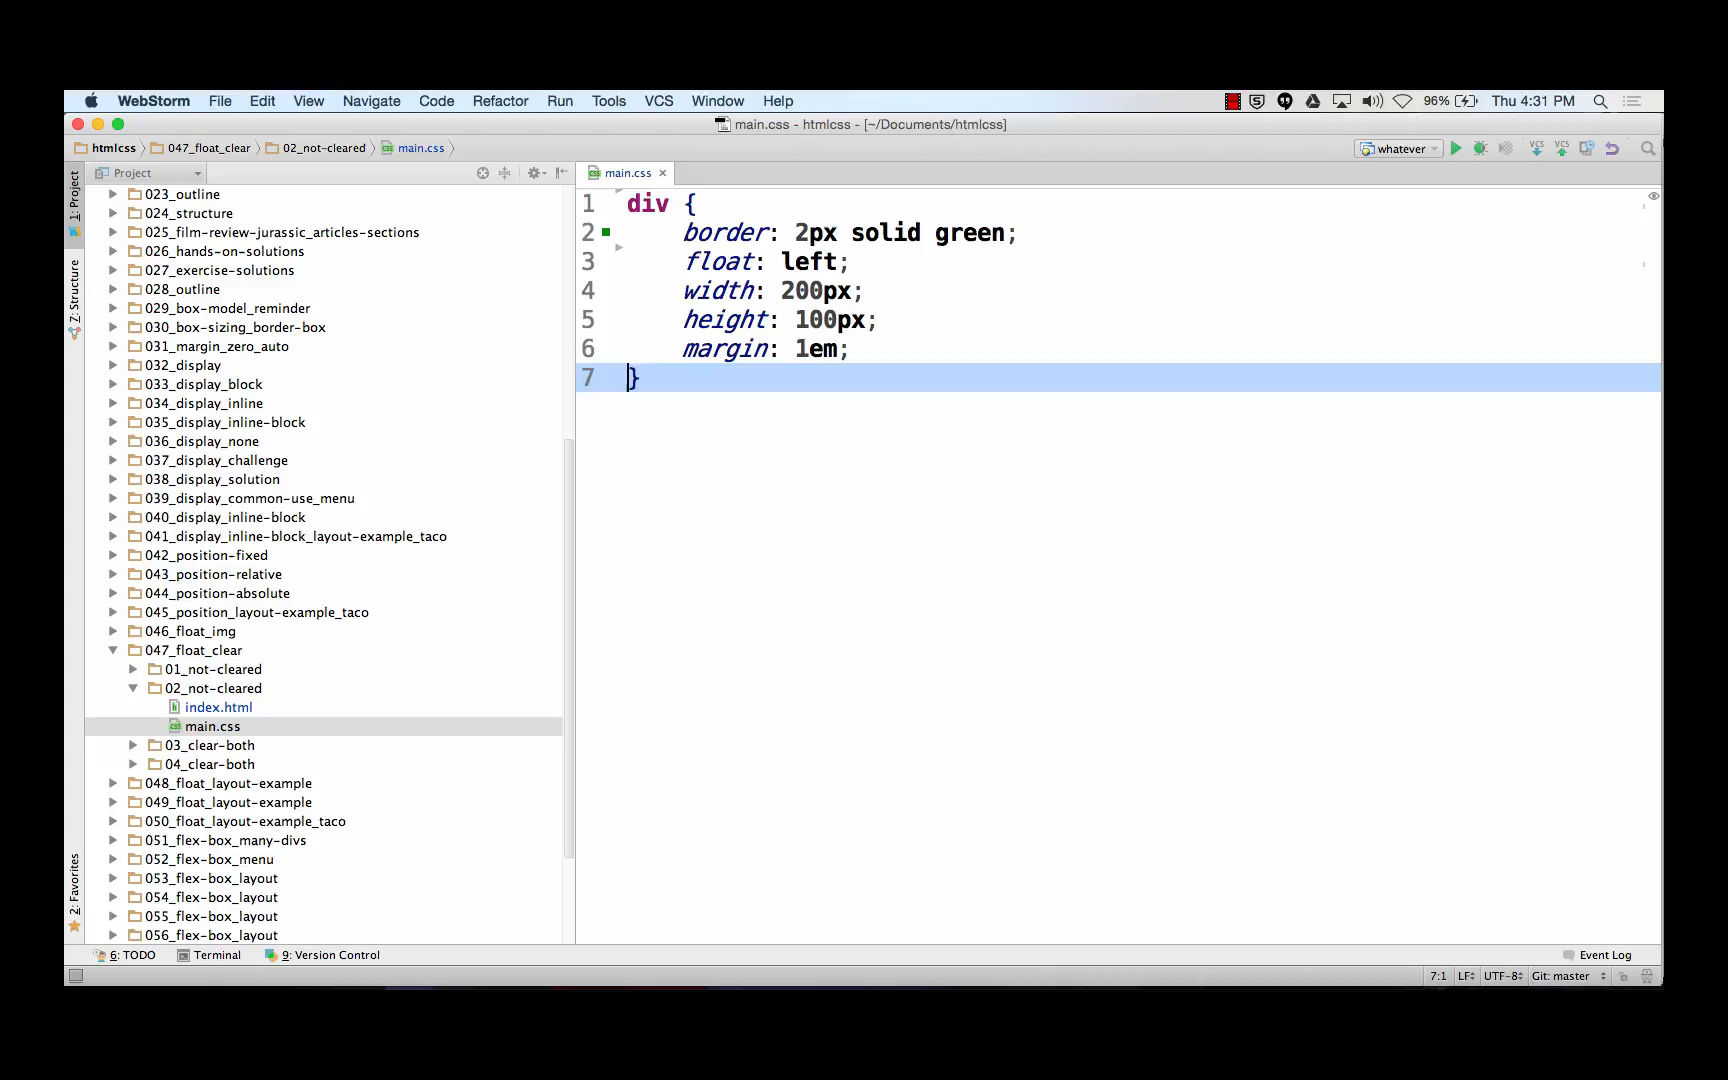 WebStorm File Edit View Navigate Code Refactor Run Tools VCS Window Help 96% Thu 4:31 PM
main.css - htmlcss - [~/Documents/htmlcss]
htmlcss 047_float_clear 02_not-cleared main.css whatever VCS VCS
Project main.css
1: Project
Z: Structure
2: Favorites
023_outline
024_structure
025_film-review-jurassic_articles-sections
026_hands-on-solutions
027_exercise-solutions
028_outline
029_box-model_reminder
030_box-sizing_border-box
031_margin_zero_auto
032_display
033_display_block
034_display_inline
035_display_inline-block
036_display_none
037_display_challenge
038_display_solution
039_display_common-use_menu
040_display_inline-block
041_display_inline-block_layout-example_taco
042_position-fixed
043_position-relative
044_position-absolute
045_position_layout-example_taco
046_float_img
047_float_clear
01_not-cleared
02_not-cleared
index.html
main.css
03_clear-both
04_clear-both
048_float_layout-example
049_float_layout-example
050_float_layout-example_taco
051_flex-box_many-divs
052_flex-box_menu
053_flex-box_layout
054_flex-box_layout
055_flex-box_layout
056_flex-box_layout
1 div {
2 border: 2px solid green;
3 float: left;
4 width: 200px;
5 height: 100px;
6 margin: 1em;
7 }
6: TODO Terminal 9: Version Control Event Log
7:1 LF UTF-8 Git: master